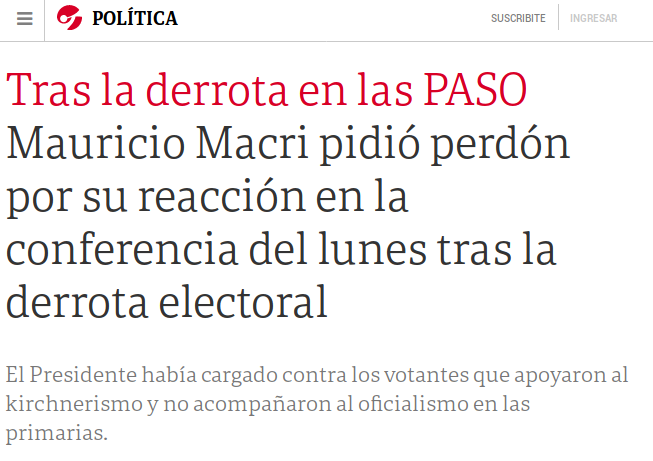 POLÍTICA
SUSCRIBITE
INGRESAR
Tras la derrota en las PASO
Mauricio Macri pidió perdón
por su reacción en la
conferencia del lunes tras la
derrota electoral
El Presidente había cargado contra los votantes que apoyaron al
kirchnerismo y no acompañaron al oficialismo en las
primarias.